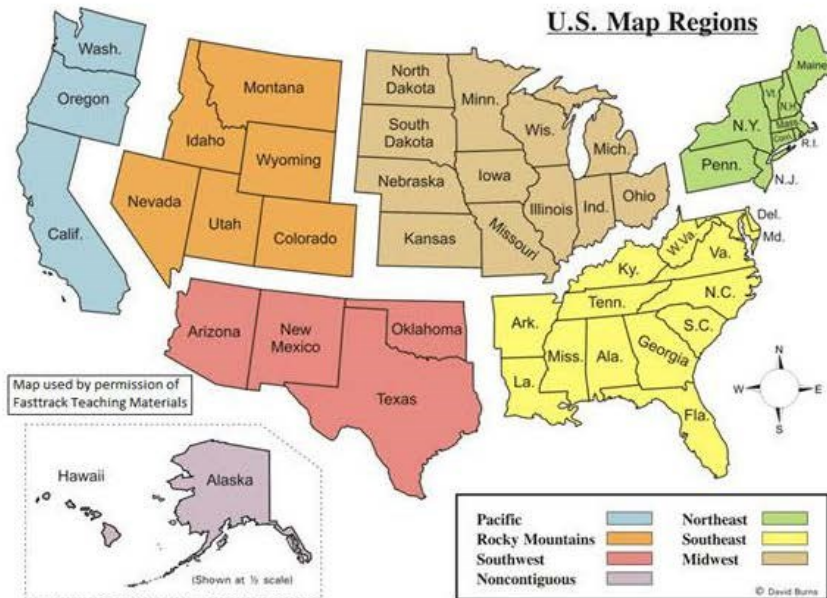 U.S. Map Regions
Wash.
Oregon
Calif.
Montana
Idaho
Wyoming
Nevada
Utah
Colorado
North
Dakota
South
Dakota
Nebraska
Kansas
Minn.
Iowa
Missouri
Wis.
Illinois
Mich.
Ind.
Ohio
Maine
Vt.
N.H.
Mass.
Conn.
R.I.
N.Y.
Penn.
N.J.
Del.
Md.
W.Va.
Va.
Ky.
Tenn.
N.C.
S.C.
Ark.
La.
Miss.
Ala.
Georgia
Fla.
Arizona
New
Mexico
Oklahoma
Texas
Map used by permission of
Fasttrack Teaching Materials
Hawaii
Alaska
(Shown at ½ scale)
N
W E
S
Pacific
Rocky Mountains
Southwest
Noncontiguous
Northeast
Southeast
Midwest
© David Burns